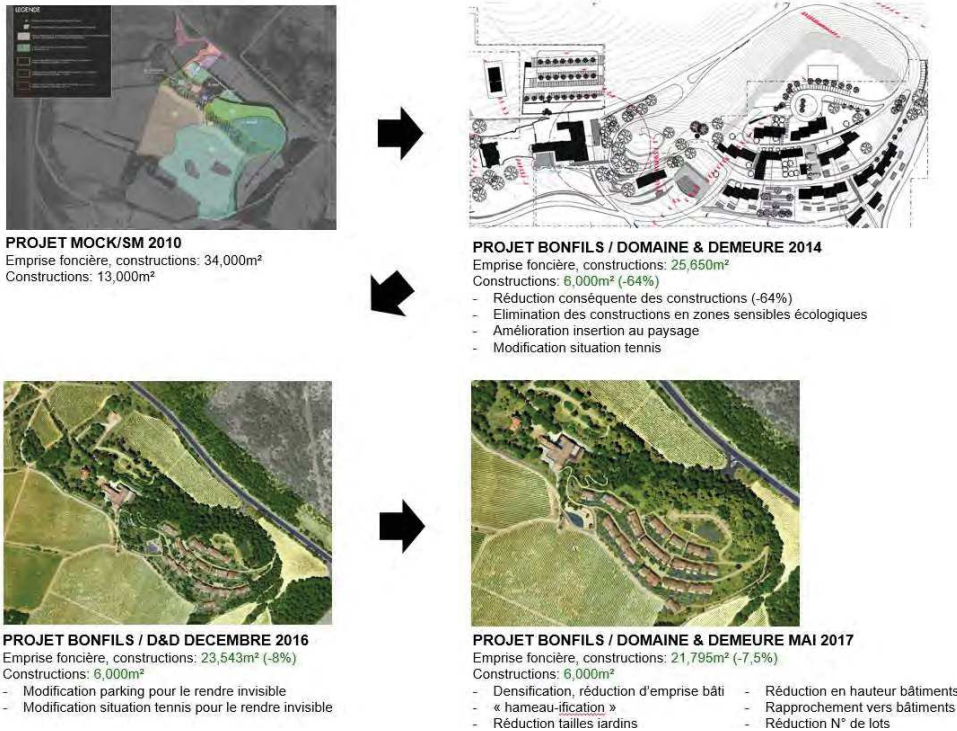 LEGENDE
PROJET MOCK/SM 2010
Emprise foncière, constructions: 34,000m²
Constructions: 13,000m²
PROJET BONFILS / DOMAINE & DEMEURE 2014
Emprise foncière, constructions: 25,650m²
Constructions: 6,000m² (-64%)
- Réduction conséquente des constructions (-64%)
- Elimination des constructions en zones sensibles écologiques
- Amélioration insertion au paysage
- Modification situation tennis
PROJET BONFILS / D&D DECEMBRE 2016
Emprise foncière, constructions: 23,543m² (-8%)
Constructions: 6,000m²
- Modification parking pour le rendre invisible
- Modification situation tennis pour le rendre invisible
PROJET BONFILS / DOMAINE & DEMEURE MAI 2017
Emprise foncière, constructions: 21,795m² (-7,5%)
Constructions: 6,000m²
- Densification, réduction d'emprise bâti
- « hameau-ification »
- Réduction tailles jardins
- Réduction en hauteur bâtiments
- Rapprochement vers bâtiments
- Réduction N° de lots